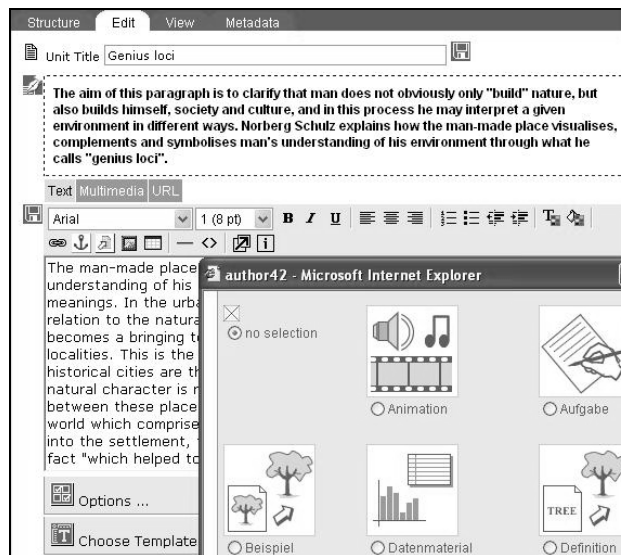 Structure Edit View Metadata
Unit Title Genius loci
The aim of this paragraph is to clarify that man does not obviously only "build" nature, but
also builds himself, society and culture, and in this process he may interpret a given
environment in different ways. Norberg Schulz explains how the man-made place visualises,
complements and symbolises man's understanding of his environment through what he
calls "genius loci".
Text Multimedia URL
Arial 1 (8 pt) B I U
The man-made place
understanding of his
meanings. In the urba
relation to the natura
becomes a bringing t
localities. This is the
historical cities are th
natural character is r
between these place
world which comprise
into the settlement,
fact "which helped to
author42 - Microsoft Internet Explorer
no selection
Animation
Aufgabe
TREE
Beispiel
Datenmaterial
Definition
Options ...
Choose Template